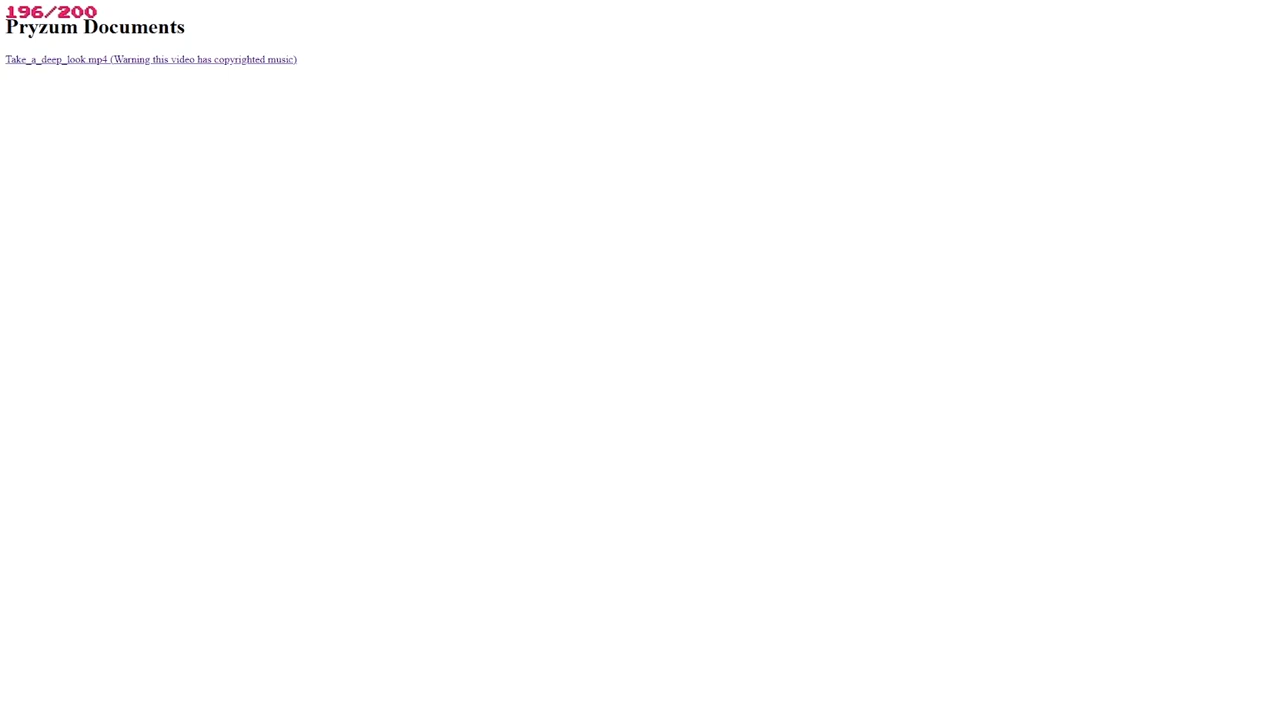 196/200
Pryzum Documents
Take_a_deep_look.mp4 (Warning this video has copyrighted music)